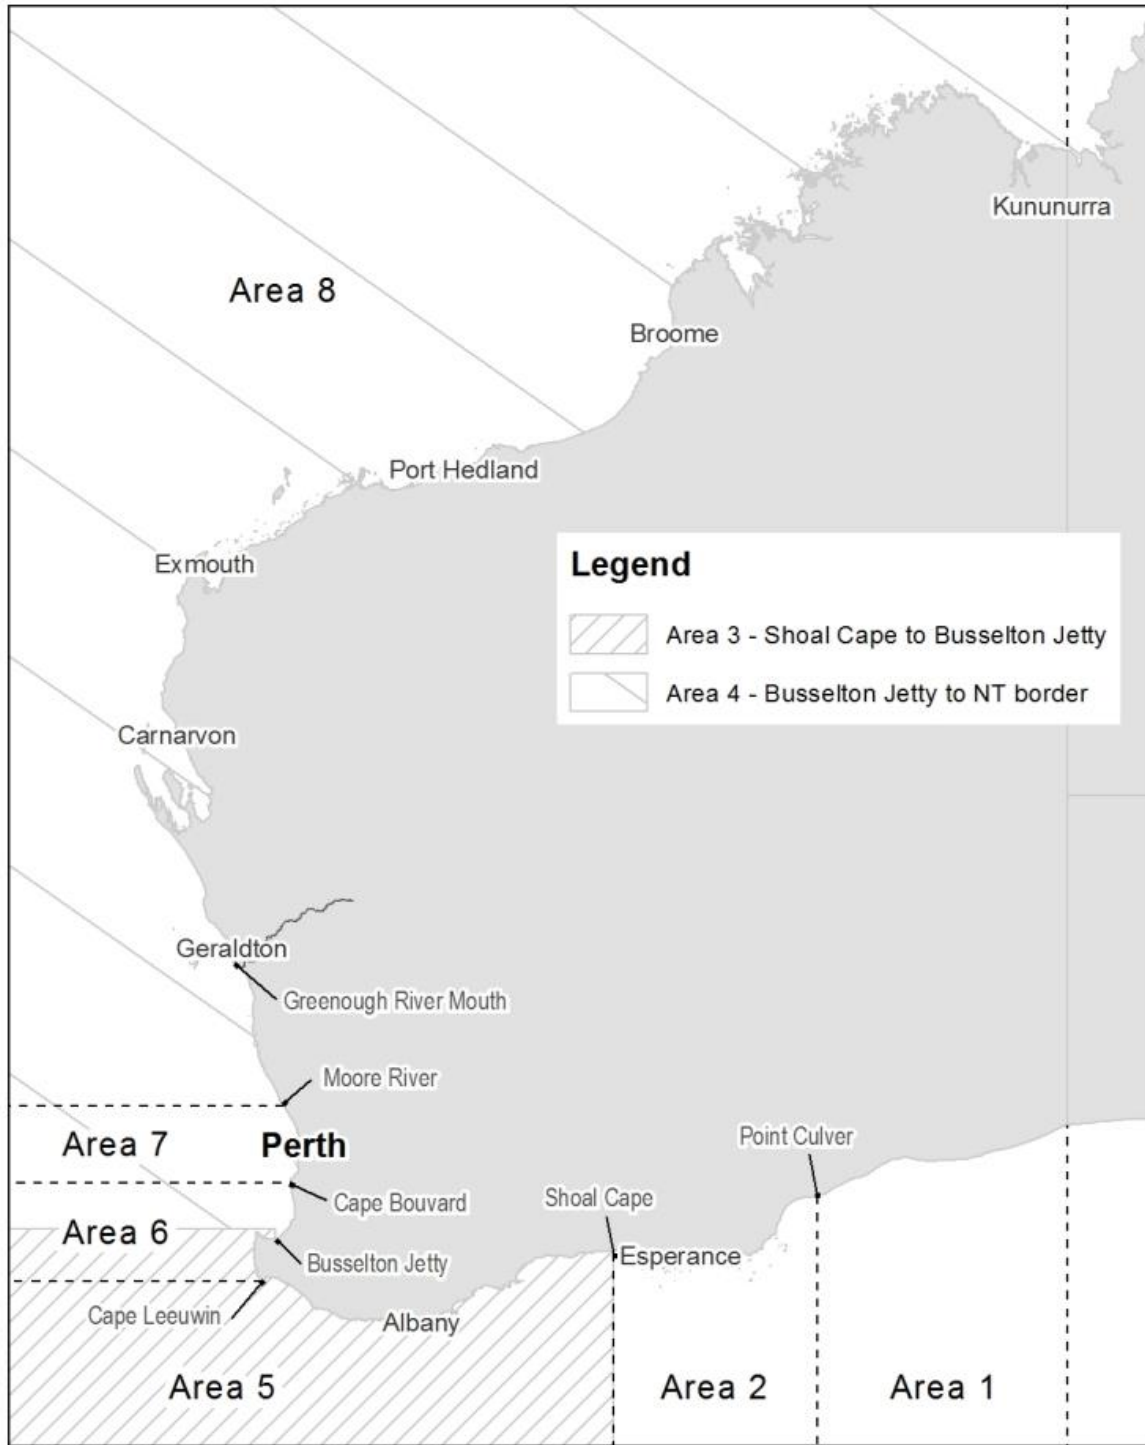 Kununurra
Area 8
Broome
Port Hedland
Exmouth
Legend
Area 3 - Shoal Cape to Busselton Jetty
Area 4 - Busselton Jetty to NT border
Carnarvon
Geraldton
Greenough River Mouth
Moore River
Area 7
Perth
Point Culver
Cape Bouvard
Shoal Cape
Area 6
Busselton Jetty
Esperance
Cape Leeuwin
Albany
Area 5
Area 2
Area 1